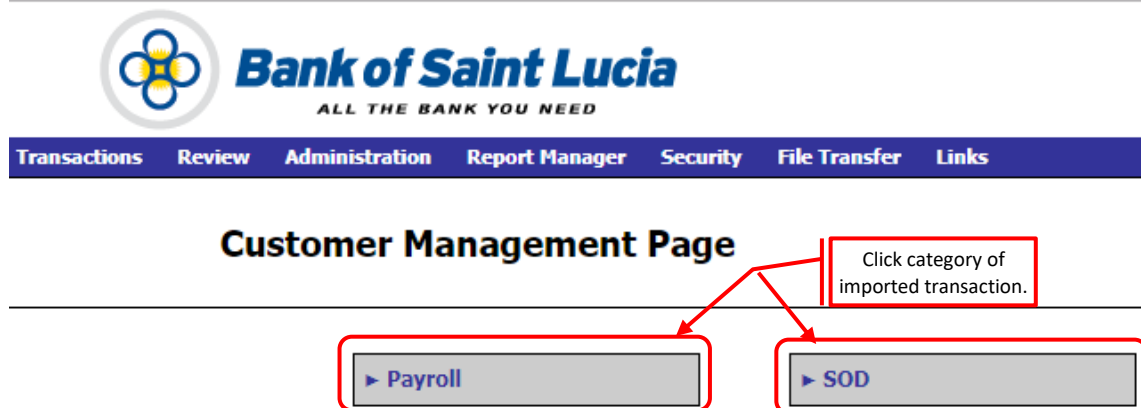 Bank of Saint Lucia
ALL THE BANK YOU NEED
Transactions Review Administration Report Manager Security File Transfer Links
Customer Management Page
Click category of
imported transaction.
► Payroll ► SOD